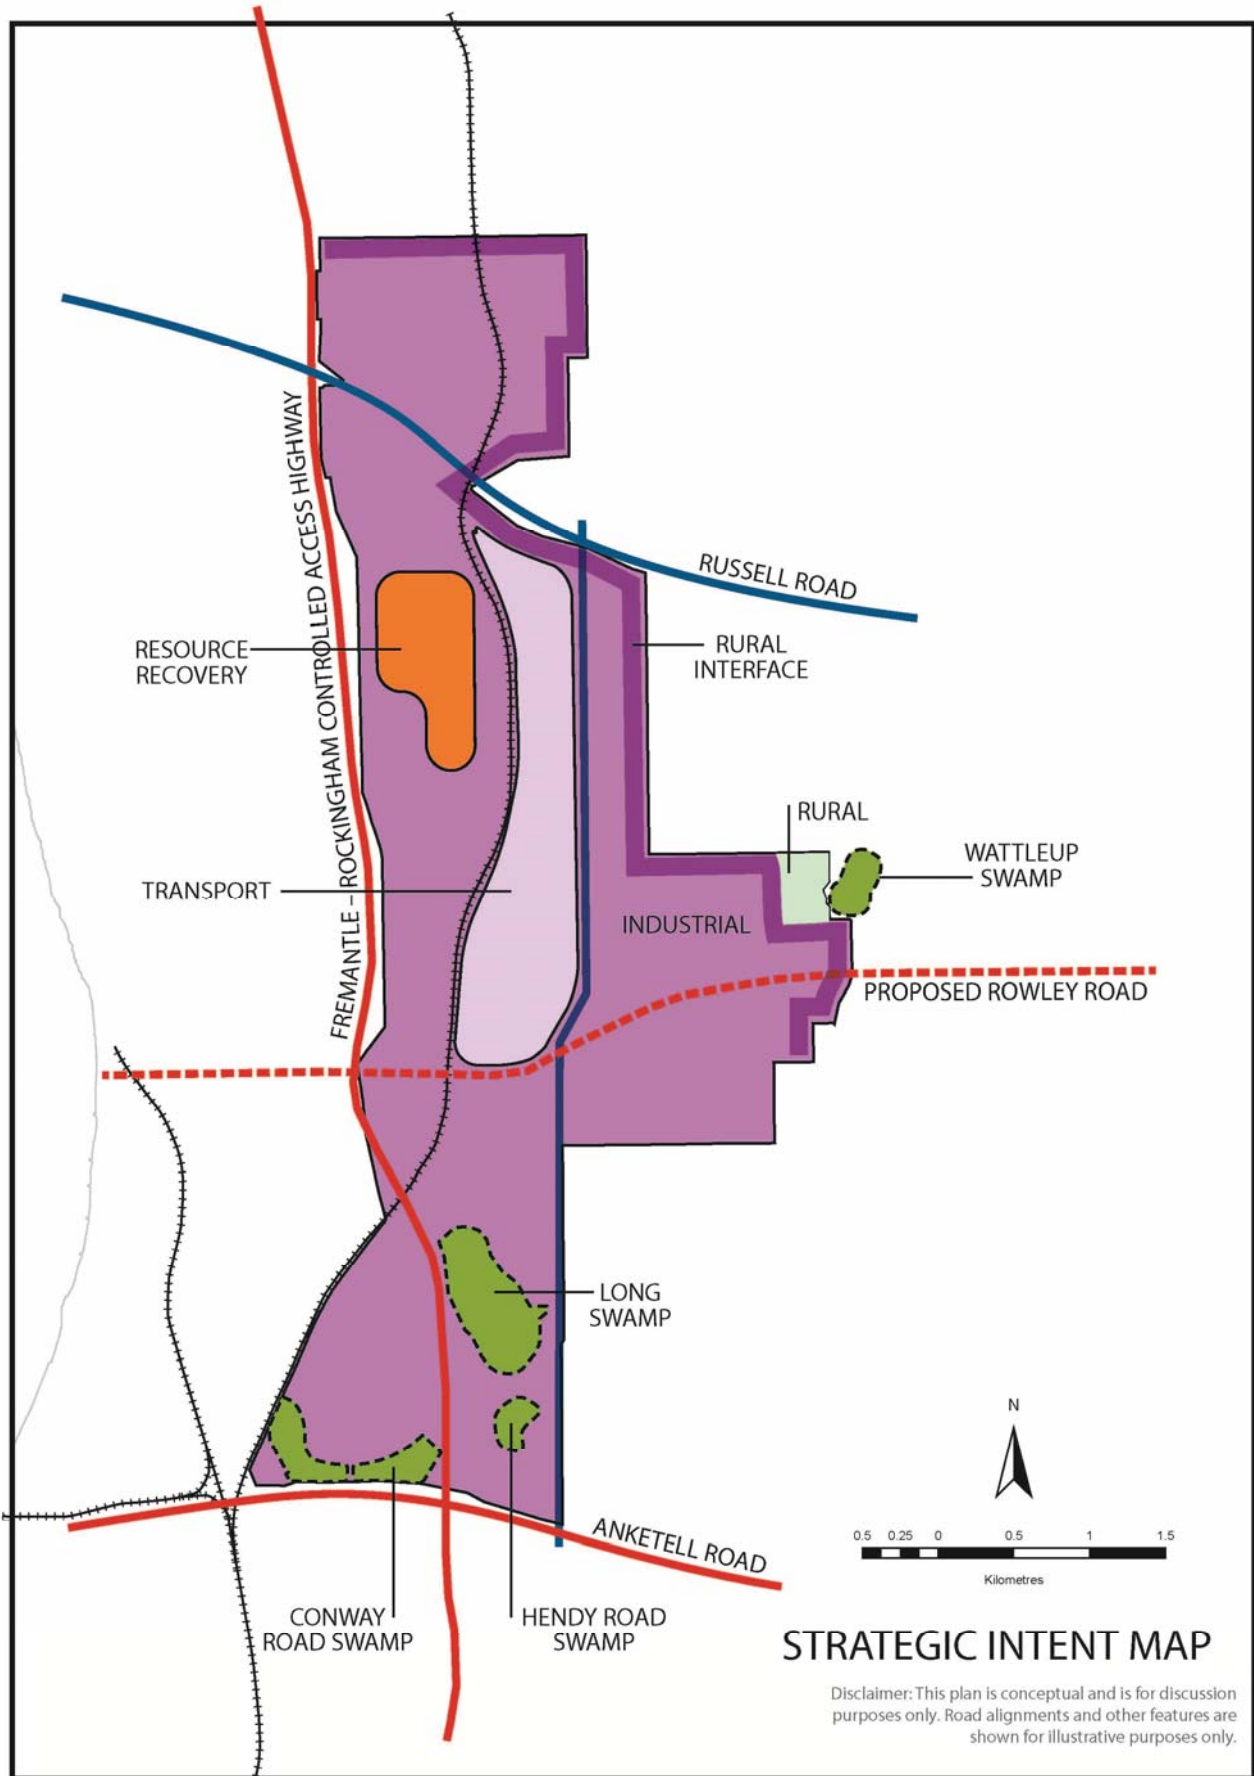 FREMANTLE – ROCKINGHAM CONTROLLED ACCESS HIGHWAY
RUSSELL ROAD
RESOURCE
RECOVERY
RURAL
INTERFACE
RURAL
WATTLEUP
SWAMP
TRANSPORT
INDUSTRIAL
PROPOSED ROWLEY ROAD
LONG
SWAMP
N
ANKETELL ROAD
0.5 0.25 0 0.5 1 1.5
Kilometres
CONWAY
ROAD SWAMP
HENDY ROAD
SWAMP
STRATEGIC INTENT MAP
Disclaimer: This plan is conceptual and is for discussion
purposes only. Road alignments and other features are
shown for illustrative purposes only.